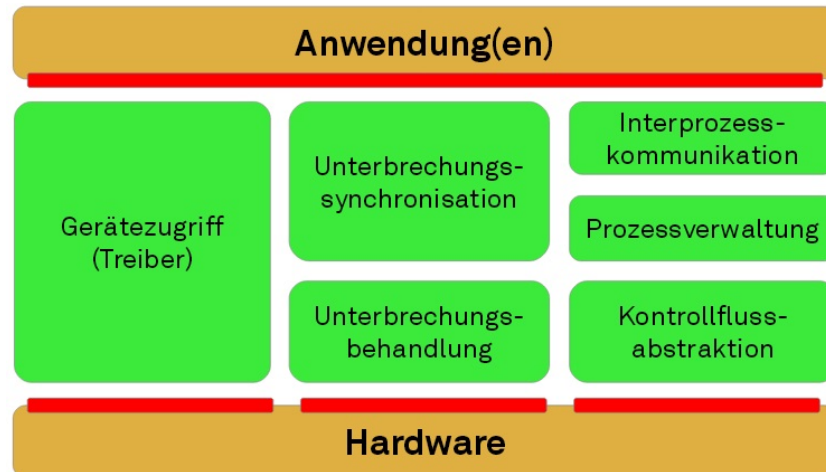 Anwendung(en)
Gerätezugriff
(Treiber)
Unterbrechungs-
synchronisation
Unterbrechungs-
behandlung
Interprozess-
kommunikation
Prozessverwaltung
Kontrollfluss-
abstraktion
Hardware